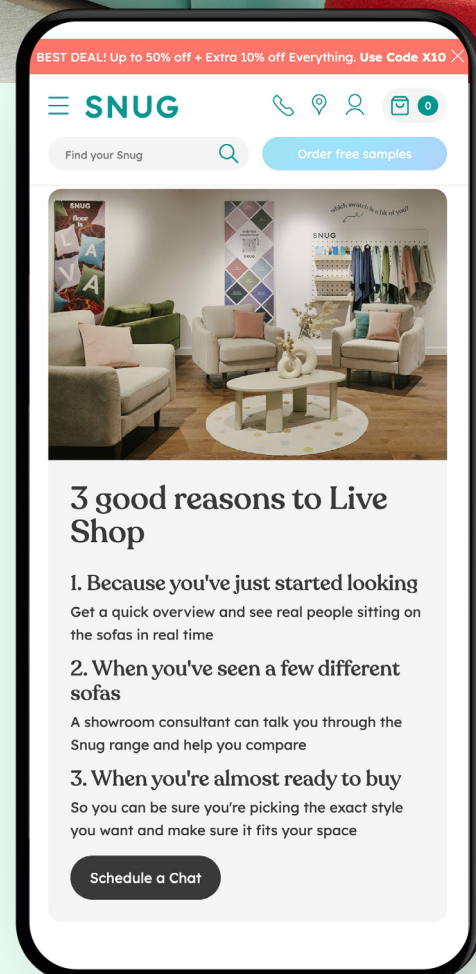 BEST DEAL! Up to 50% off + Extra 10% off Everything. Use Code X10
SNUG
0
Find your Snug
Order free samples
SNUG
floor
is
LAVA
which swatch is a bit of you?
SNUG
3 good reasons to Live
Shop
1. Because you've just started looking
Get a quick overview and see real people sitting on
the sofas in real time
2. When you've seen a few different
sofas
A showroom consultant can talk you through the
Snug range and help you compare
3. When you're almost ready to buy
So you can be sure you're picking the exact style
you want and make sure it fits your space
Schedule a Chat